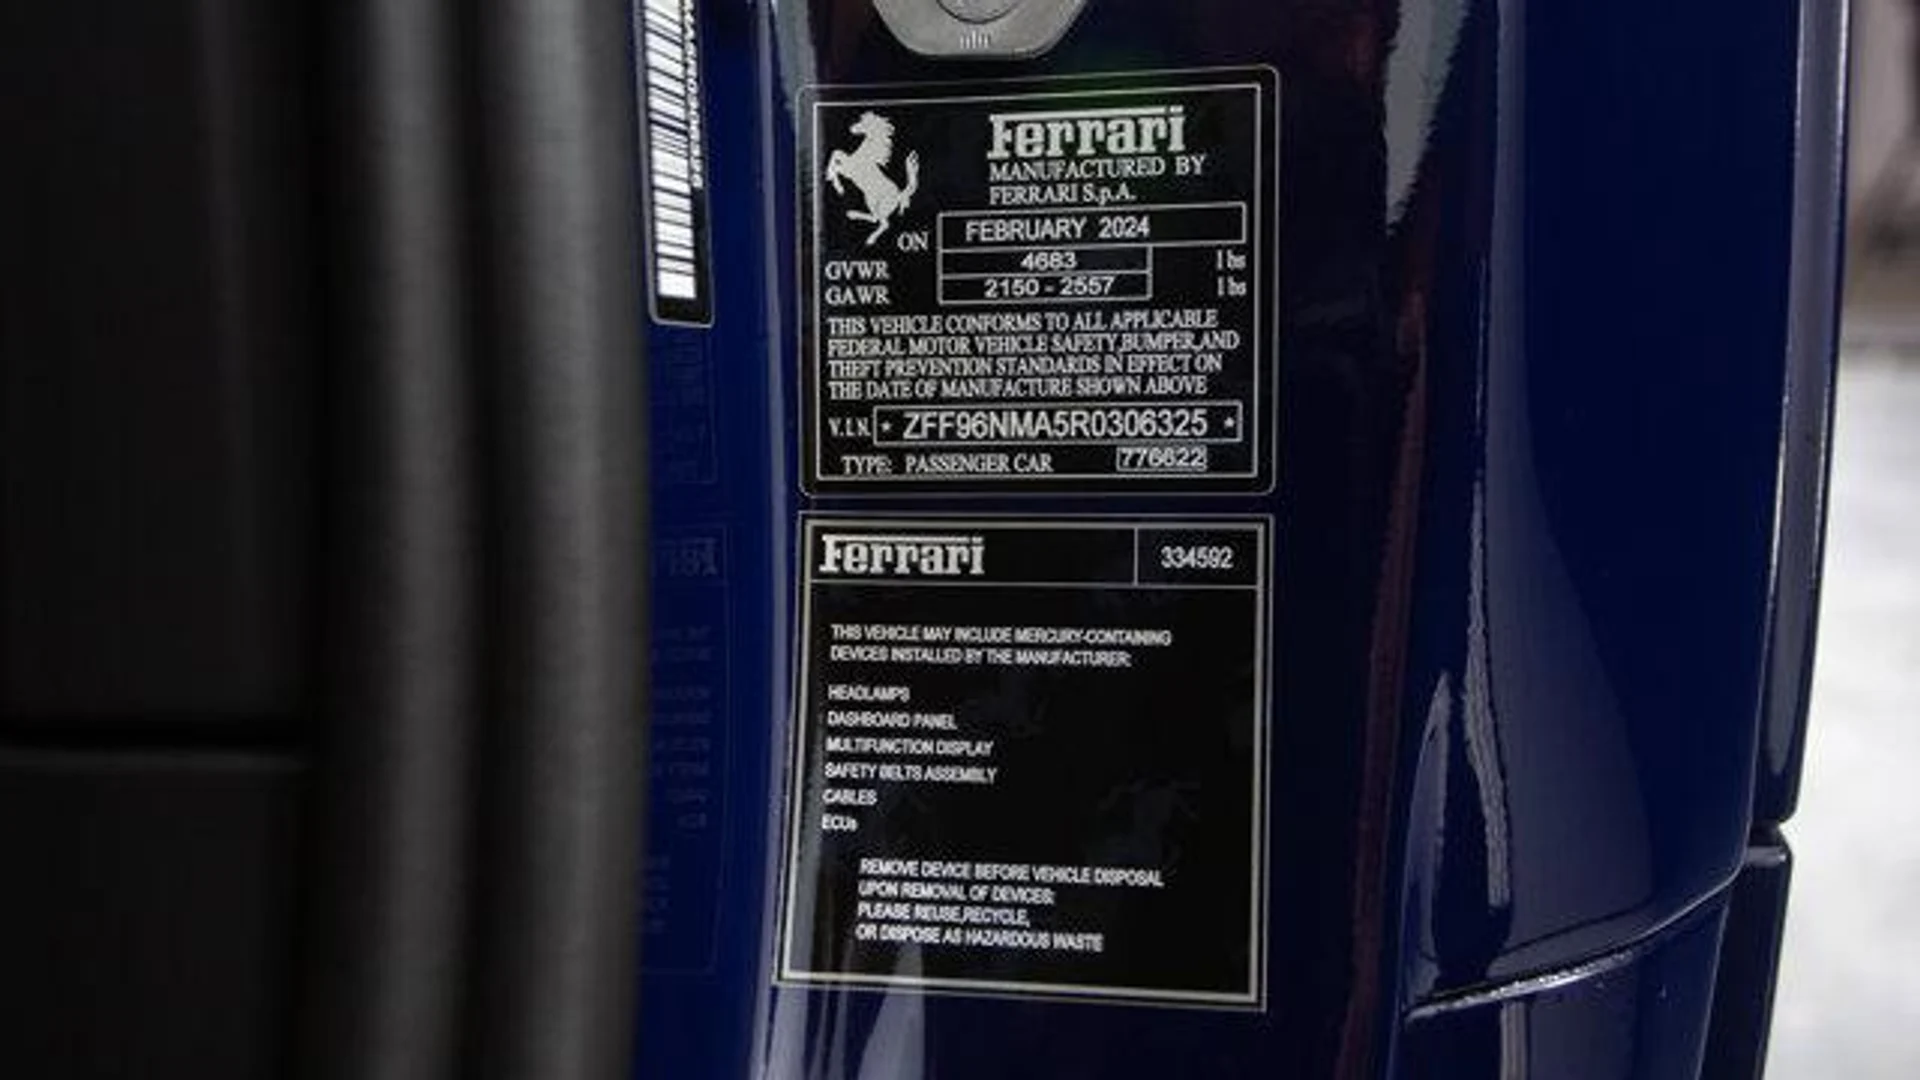 Ferrari
MANUFACTURED BY
FERRARI S.p.A.
ON FEBRUARY 2024
GVWR 4683 lbs
GAWR 2150 - 2557 lbs
THIS VEHICLE CONFORMS TO ALL APPLICABLE
FEDERAL MOTOR VEHICLE SAFETY,BUMPER,AND
THEFT PREVENTION STANDARDS IN EFFECT ON
THE DATE OF MANUFACTURE SHOWN ABOVE
V.I.N. * ZFF96NMA5R0306325 *
TYPE: PASSENGER CAR 776622
Ferrari 334592
THIS VEHICLE MAY INCLUDE MERCURY-CONTAINING
DEVICES INSTALLED BY THE MANUFACTURER:
HEADLAMPS
DASHBOARD PANEL
MULTIFUNCTION DISPLAY
SAFETY BELTS ASSEMBLY
CABLES
ECUs
REMOVE DEVICE BEFORE VEHICLE DISPOSAL
UPON REMOVAL OF DEVICES:
PLEASE REUSE,RECYCLE,
OR DISPOSE AS HAZARDOUS WASTE